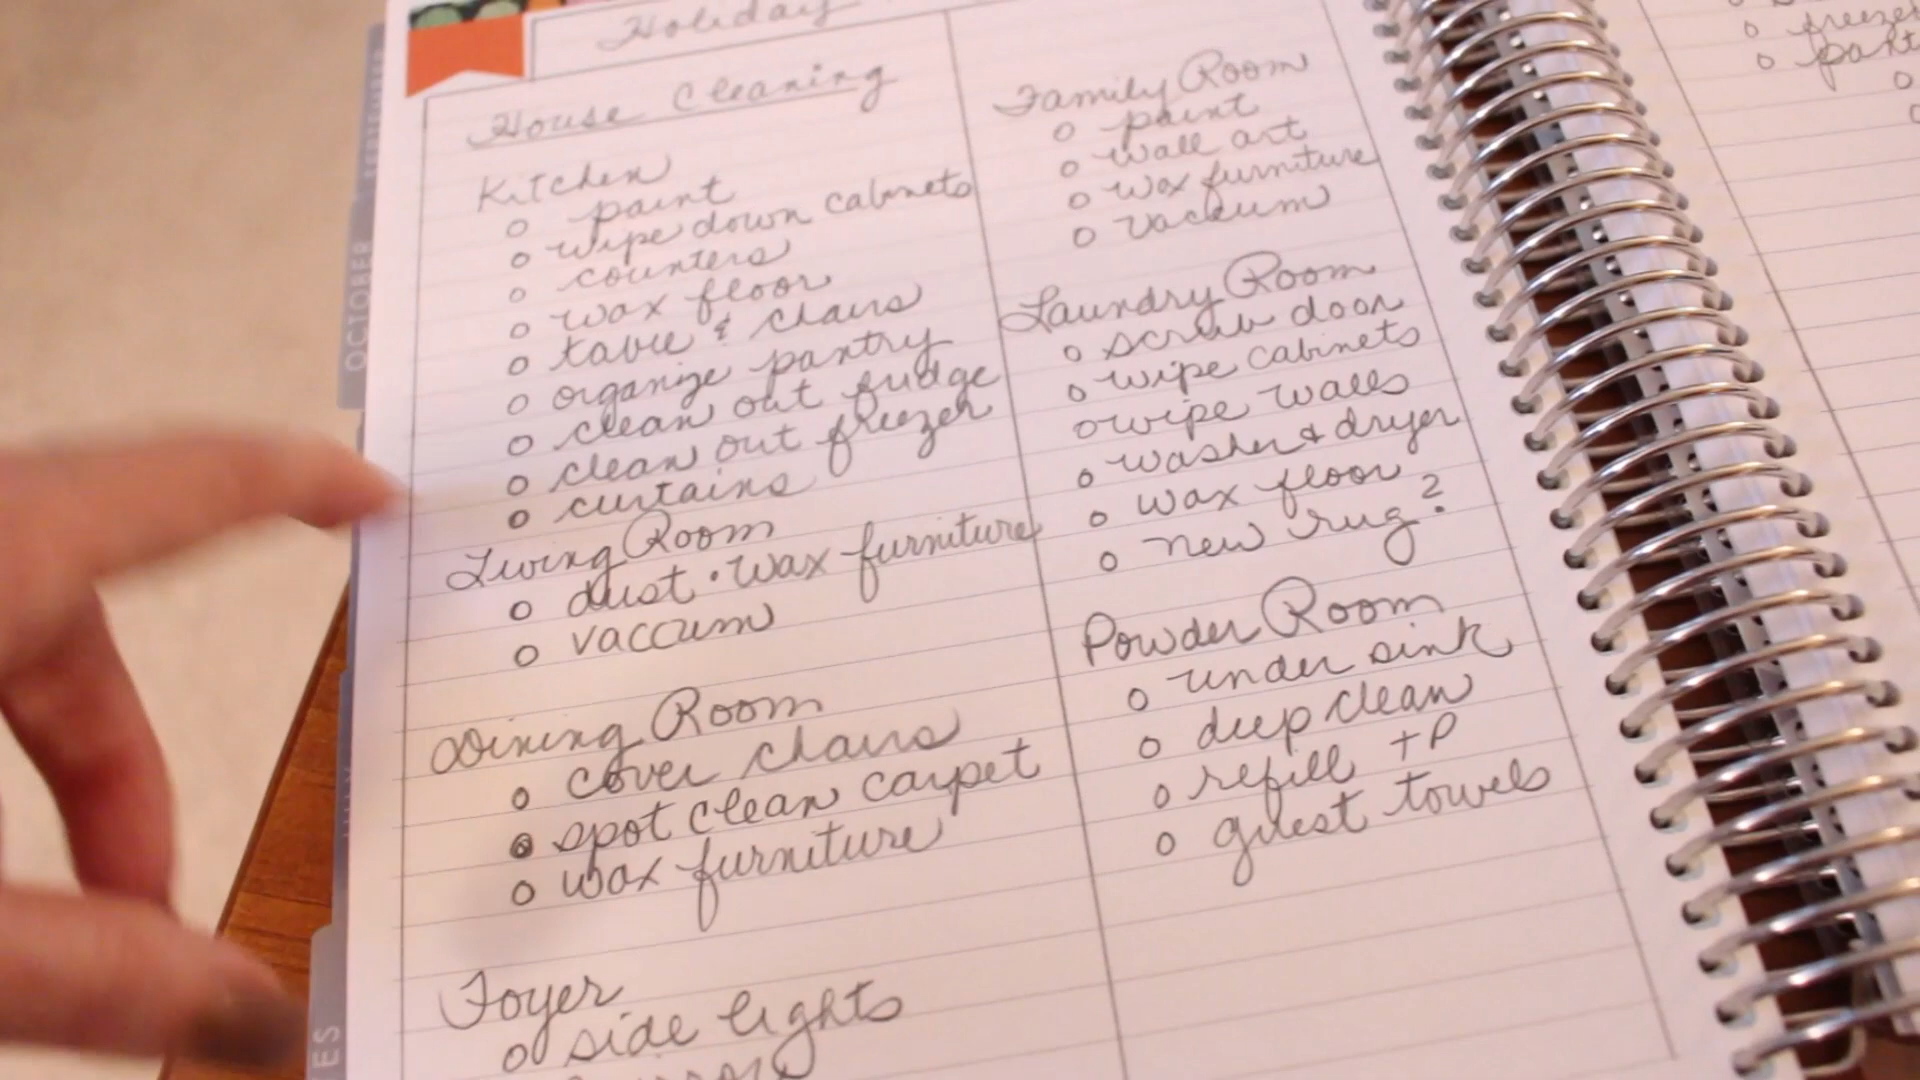 Holiday
House Cleaning
Kitchen
o paint
o wipe down cabinets
o counters
o wax floor
o table & chairs
o organize pantry
o clean out fridge
o clean out freezer
o curtains
Living Room
o dust • wax furniture
o vaccum
Dining Room
o cover chairs
o spot clean carpet
o wax furniture
Foyer
o side lights
Family Room
o paint
o wall art
o wax furniture
o vaccum
Laundry Room
o scrub door
o wipe cabinets
o wipe walls
o washer & dryer
o wax floor
o new rug?
Powder Room
o under sink
o deep clean
o refill TP
o guest towels
OCTOBER